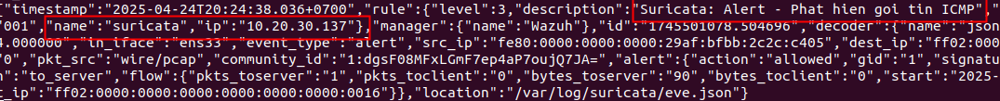 "timestamp":"2025-04-24T20:24:38.036+0700","rule":{"level":3,"description":"Suricata: Alert - Phat hien goi tin ICMP",
001","name":"suricata","ip":"10.20.30.137"},"manager":{"name":"Wazuh"},"id":"1745501078.504696","decoder":{"name":"json
4.000000","in_iface":"ens33" "event_type":"alert","src_ip":"fe80:0000:0000:0000:29af:bfbb:2c2c:c405","dest_ip":"ff02:000
0","pkt_src":"wire/pcap","community_id":"1:dgsF08MFxLGmF7ep4aP7oujQ7JA=","alert":{"action":"allowed","gid":"1","signatu
n":"to_server","flow":{"pkts_toserver":"1","pkts_toclient":"0","bytes_toserver":"90","bytes_toclient":"0","start":"2025-
t_ip":"ff02:0000:0000:0000:0000:0000:0000:0016"}},"location":"/var/log/suricata/eve.json"}